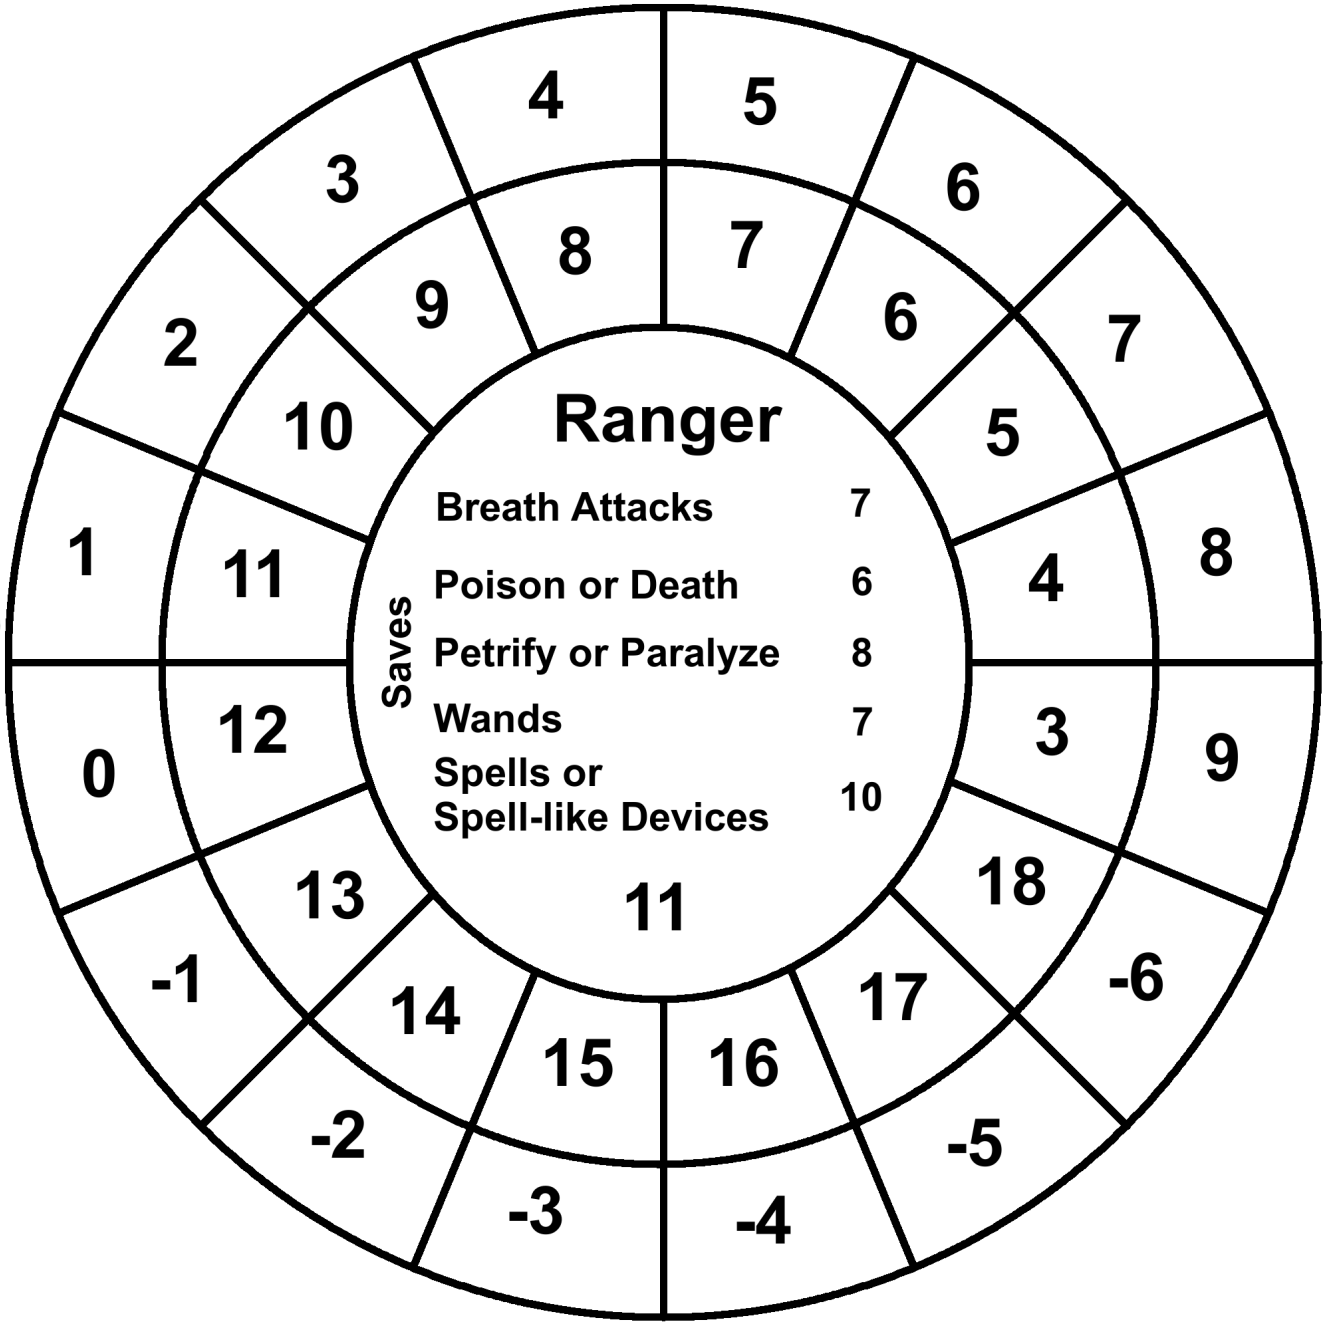 4 5
3 6
8 7
9 6
2 7
10 5
Ranger
Breath Attacks 7
1 8
11 4
Poison or Death 6
Saves
Petrify or Paralyze 8
Wands 7
12 3
0 9
Spells or
Spell-like Devices 10
13 18
11
-1 -6
14 17
15 16
-2 -5
-3 -4